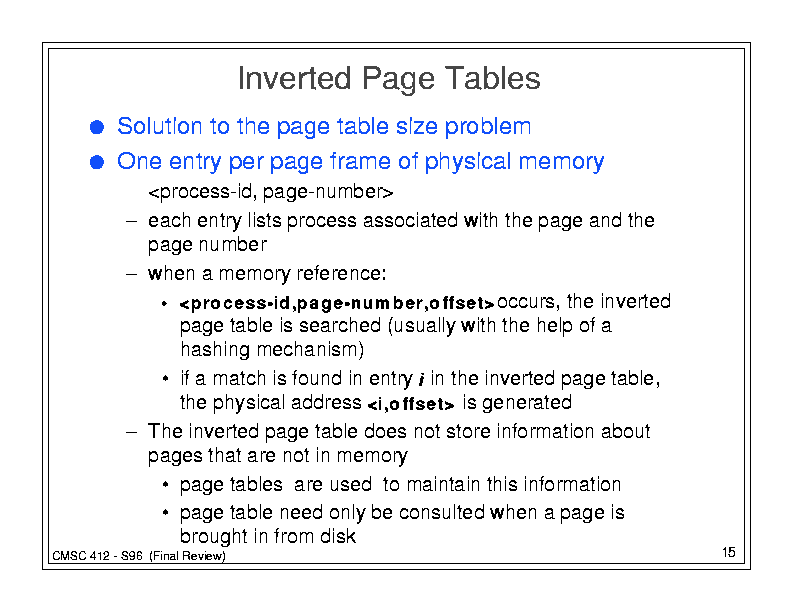 Inverted Page Tables
● Solution to the page table size problem
● One entry per page frame of physical memory
<process-id, page-number>
– each entry lists process associated with the page and the
page number
– when a memory reference:
• <process-id,page-number,offset> occurs, the inverted
page table is searched (usually with the help of a
hashing mechanism)
• if a match is found in entry i in the inverted page table,
the physical address <i,offset> is generated
– The inverted page table does not store information about
pages that are not in memory
• page tables are used to maintain this information
• page table need only be consulted when a page is
brought in from disk
CMSC 412 - S96 (Final Review)
15